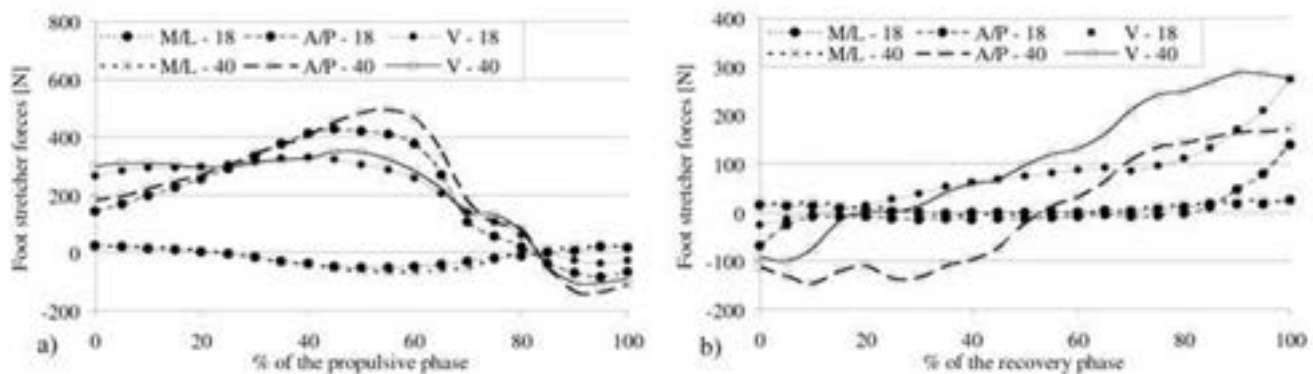 800
600
400
200
0
-200
Foot stretcher forces [N]
M/L - 18 A/P - 18 V - 18
M/L - 40 A/P - 40 V - 40
0 20 40 60 80 100
a) % of the propulsive phase
400
300
200
100
0
-100
-200
Foot stretcher forces [N]
M/L - 18 A/P - 18 V - 18
M/L - 40 A/P - 40 V - 40
0 20 40 60 80 100
b) % of the recovery phase